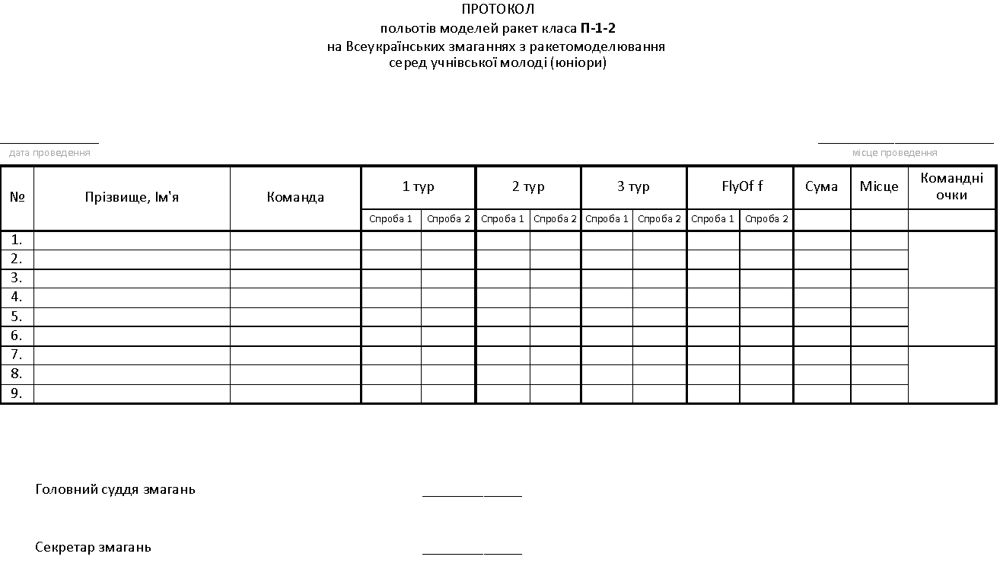 ПРОТОКОЛ
польотів моделей ракет класа П-1-2
на Всеукраїнських змаганнях з ракетомоделювання
серед учнівської молоді (юніори)
дата проведення місце проведення
№ Прізвище, Ім'я Команда 1 тур 2 тур 3 тур FlyOf f Сума Місце Командні очки
Спроба 1 Спроба 2 Спроба 1 Спроба 2 Спроба 1 Спроба 2 Спроба 1 Спроба 2
1.
2.
3.
4.
5.
6.
7.
8.
9.
Головний суддя змагань
Секретар змагань